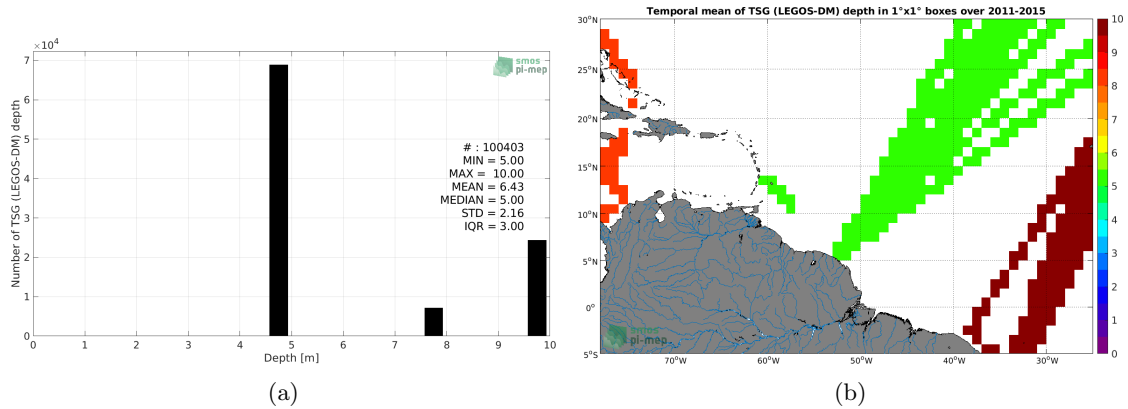 ×10⁴
7
6
5
4
3
2
1
0
Number of TSG (LEGOS-DM) depth
smos
pi-mep
# : 100403
MIN = 5.00
MAX = 10.00
MEAN = 6.43
MEDIAN = 5.00
STD = 2.16
IQR = 3.00
0 1 2 3 4 5 6 7 8 9 10
Depth [m]
(a)
Temporal mean of TSG (LEGOS-DM) depth in 1°x1° boxes over 2011-2015
30°N
25°N
20°N
15°N
10°N
5°N
0°
5°S
smos
pi-mep
70°W 60°W 50°W 40°W 30°W
10
9
8
7
6
5
4
3
2
1
0
(b)